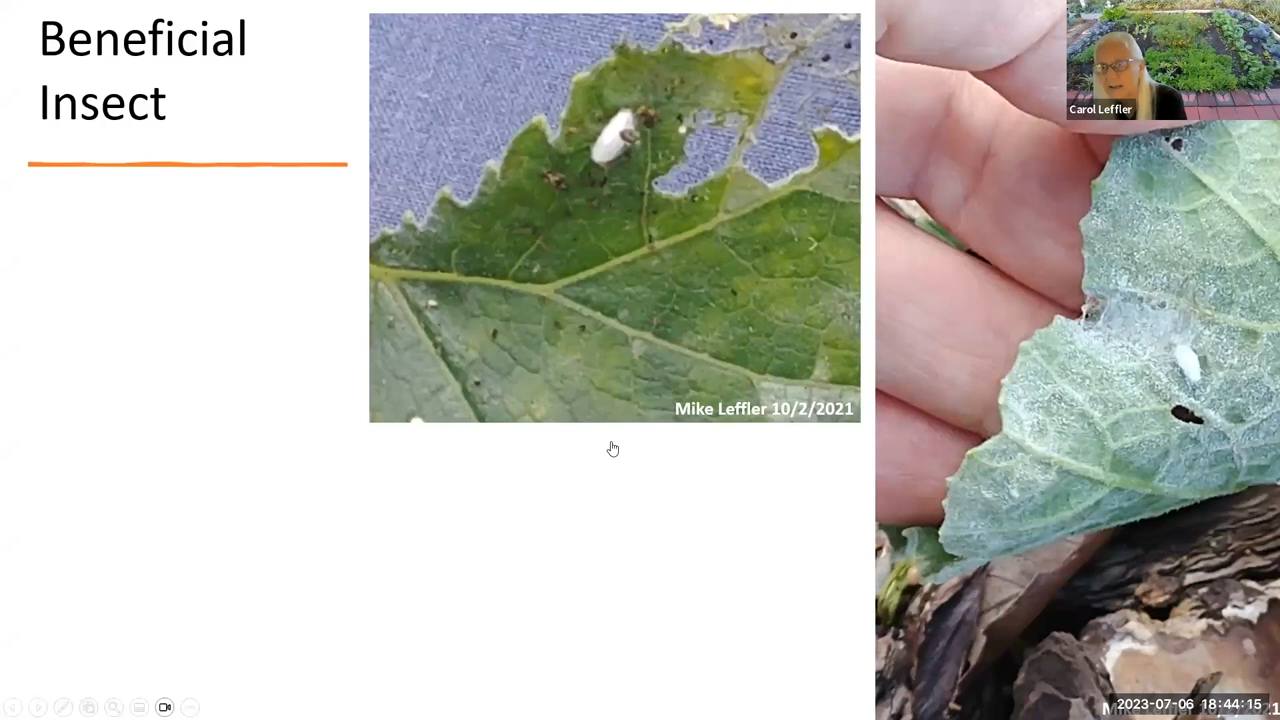 Beneficial
Insect
Mike Leffler 10/2/2021
Carol Leffler
2023-07-06 18:44:15